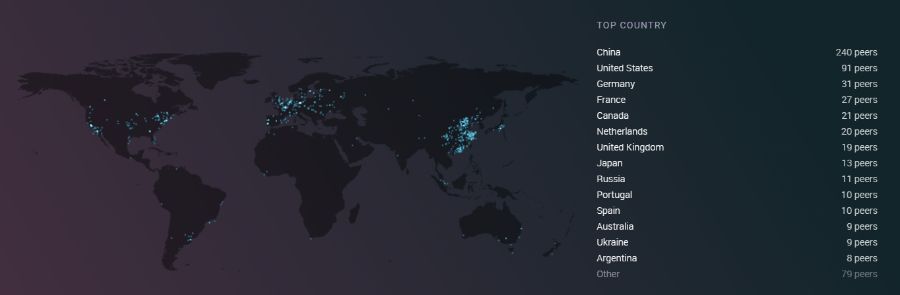 TOP COUNTRY
China 240 peers
United States 91 peers
Germany 31 peers
France 27 peers
Canada 21 peers
Netherlands 20 peers
United Kingdom 19 peers
Japan 13 peers
Russia 11 peers
Portugal 10 peers
Spain 10 peers
Australia 9 peers
Ukraine 9 peers
Argentina 8 peers
Other 79 peers